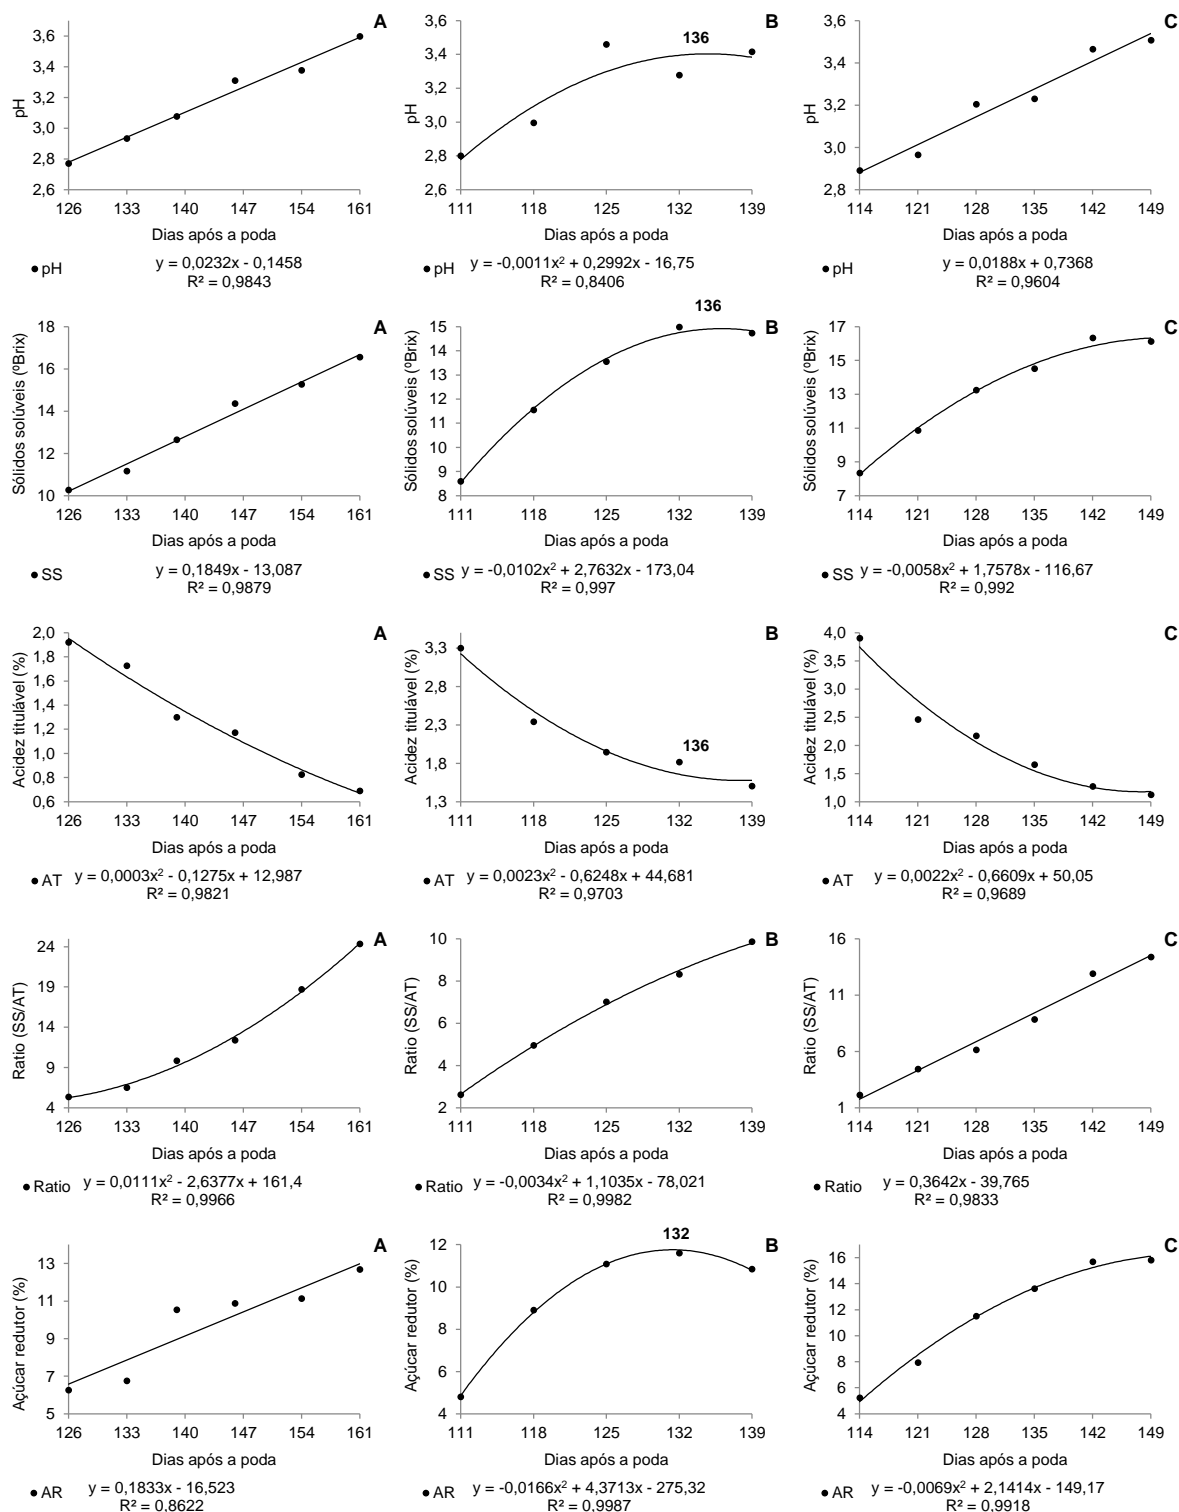 A
3,6
3,4
3,2
3,0
2,8
2,6
pH
126 133 140 147 154 161
Dias após a poda
● pH y = 0,0232x - 0,1458
R² = 0,9843
B
136
3,6
3,4
3,2
3,0
2,8
2,6
pH
111 118 125 132 139
Dias após a poda
● pH y = -0,0011x² + 0,2992x - 16,75
R² = 0,8406
C
3,6
3,4
3,2
3,0
2,8
pH
114 121 128 135 142 149
Dias após a poda
● pH y = 0,0188x + 0,7368
R² = 0,9604
A
18
16
14
12
10
Sólidos solúveis (ºBrix)
126 133 140 147 154 161
Dias após a poda
● SS y = 0,1849x - 13,087
R² = 0,9879
136
B
15
14
13
12
11
10
9
8
Sólidos solúveis (ºBrix)
111 118 125 132 139
Dias após a poda
● SS y = -0,0102x² + 2,7632x - 173,04
R² = 0,997
C
17
15
13
11
9
7
Sólidos solúveis (ºBrix)
114 121 128 135 142 149
Dias após a poda
● SS y = -0,0058x² + 1,7578x - 116,67
R² = 0,992
A
2,0
1,8
1,6
1,4
1,2
1,0
0,8
0,6
Acidez titulável (%)
126 133 140 147 154 161
Dias após a poda
● AT y = 0,0003x² - 0,1275x + 12,987
R² = 0,9821
B
136
3,3
2,8
2,3
1,8
1,3
Acidez titulável (%)
111 118 125 132 139
Dias após a poda
● AT y = 0,0023x² - 0,6248x + 44,681
R² = 0,9703
C
4,0
3,5
3,0
2,5
2,0
1,5
1,0
Acidez titulável (%)
114 121 128 135 142 149
Dias após a poda
● AT y = 0,0022x² - 0,6609x + 50,05
R² = 0,9689
A
24
19
14
9
4
Ratio (SS/AT)
126 133 140 147 154 161
Dias após a poda
● Ratio y = 0,0111x² - 2,6377x + 161,4
R² = 0,9966
B
10
8
6
4
2
Ratio (SS/AT)
111 118 125 132 139
Dias após a poda
● Ratio y = -0,0034x² + 1,1035x - 78,021
R² = 0,9982
C
16
11
6
1
Ratio (SS/AT)
114 121 128 135 142 149
Dias após a poda
● Ratio y = 0,3642x - 39,765
R² = 0,9833
A
13
11
9
7
5
Açúcar redutor (%)
126 133 140 147 154 161
Dias após a poda
● AR y = 0,1833x - 16,523
R² = 0,8622
132
B
12
10
8
6
4
Açúcar redutor (%)
111 118 125 132 139
Dias após a poda
● AR y = -0,0166x² + 4,3713x - 275,32
R² = 0,9987
C
16
14
12
10
8
6
4
Açúcar redutor (%)
114 121 128 135 142 149
Dias após a poda
● AR y = -0,0069x² + 2,1414x - 149,17
R² = 0,9918